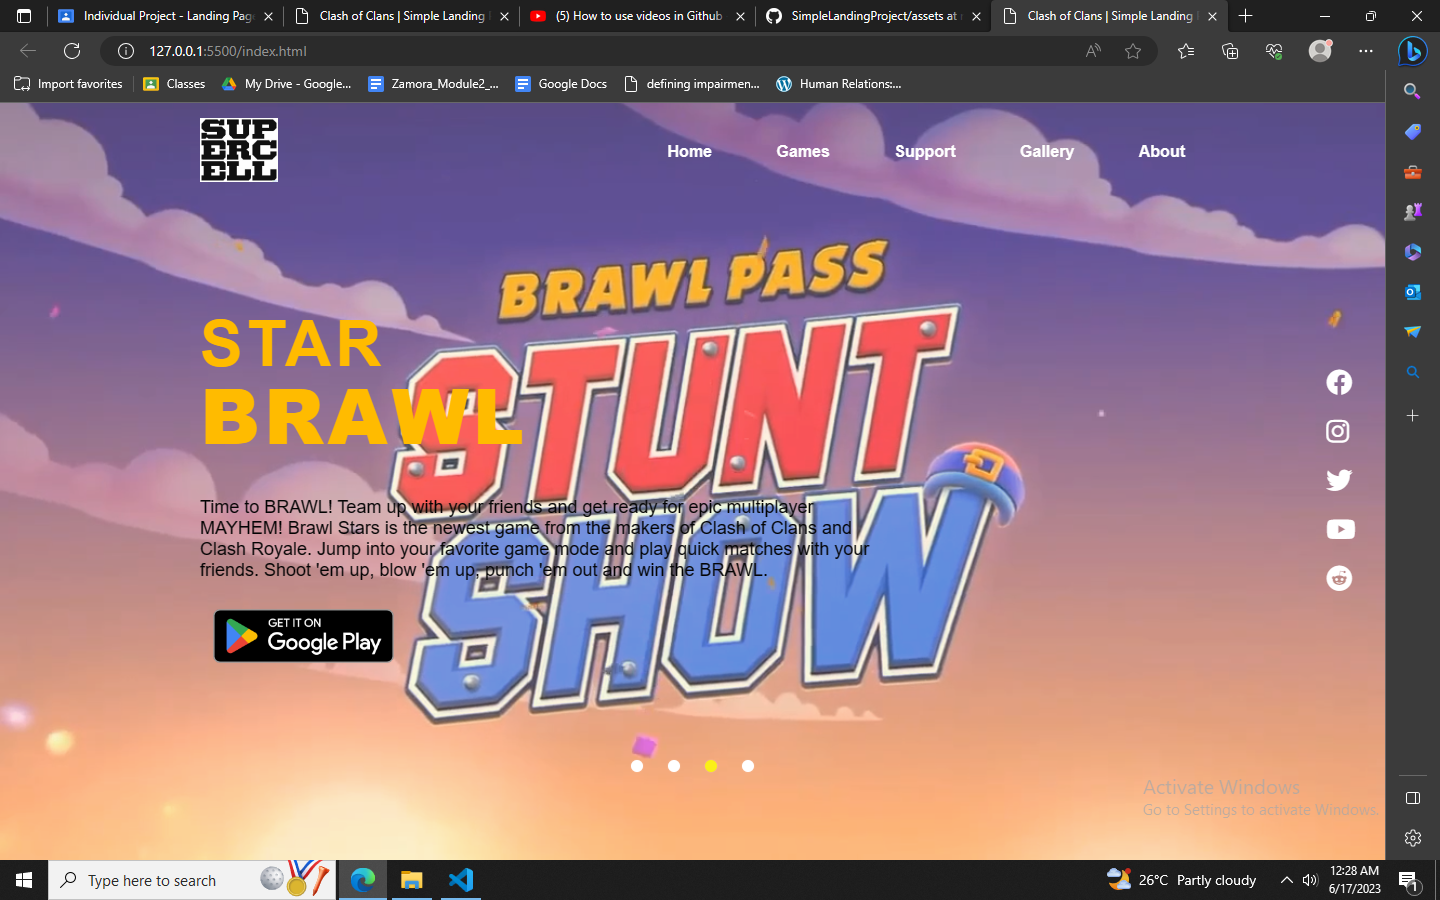 Individual Project - Landing Pag
Clash of Clans | Simple Landing
(5) How to use videos in Github
SimpleLandingProject/assets at
Clash of Clans | Simple Landing
127.0.0.1:5500/index.html
Import favorites
Classes
My Drive - Google...
Zamora_Module2_...
Google Docs
defining impairmen...
Human Relations:...
SUP
ERC
ELL
Home
Games
Support
Gallery
About
BRAWL PASS
STUNT
SHOW
STAR
BRAWL
Time to BRAWL! Team up with your friends and get ready for epic multiplayer
MAYHEM! Brawl Stars is the newest game from the makers of Clash of Clans and
Clash Royale. Jump into your favorite game mode and play quick matches with your
friends. Shoot 'em up, blow 'em up, punch 'em out and win the BRAWL.
GET IT ON
Google Play
Activate Windows
Go to Settings to activate Windows.
Type here to search
26°C Partly cloudy
12:28 AM
6/17/2023
1